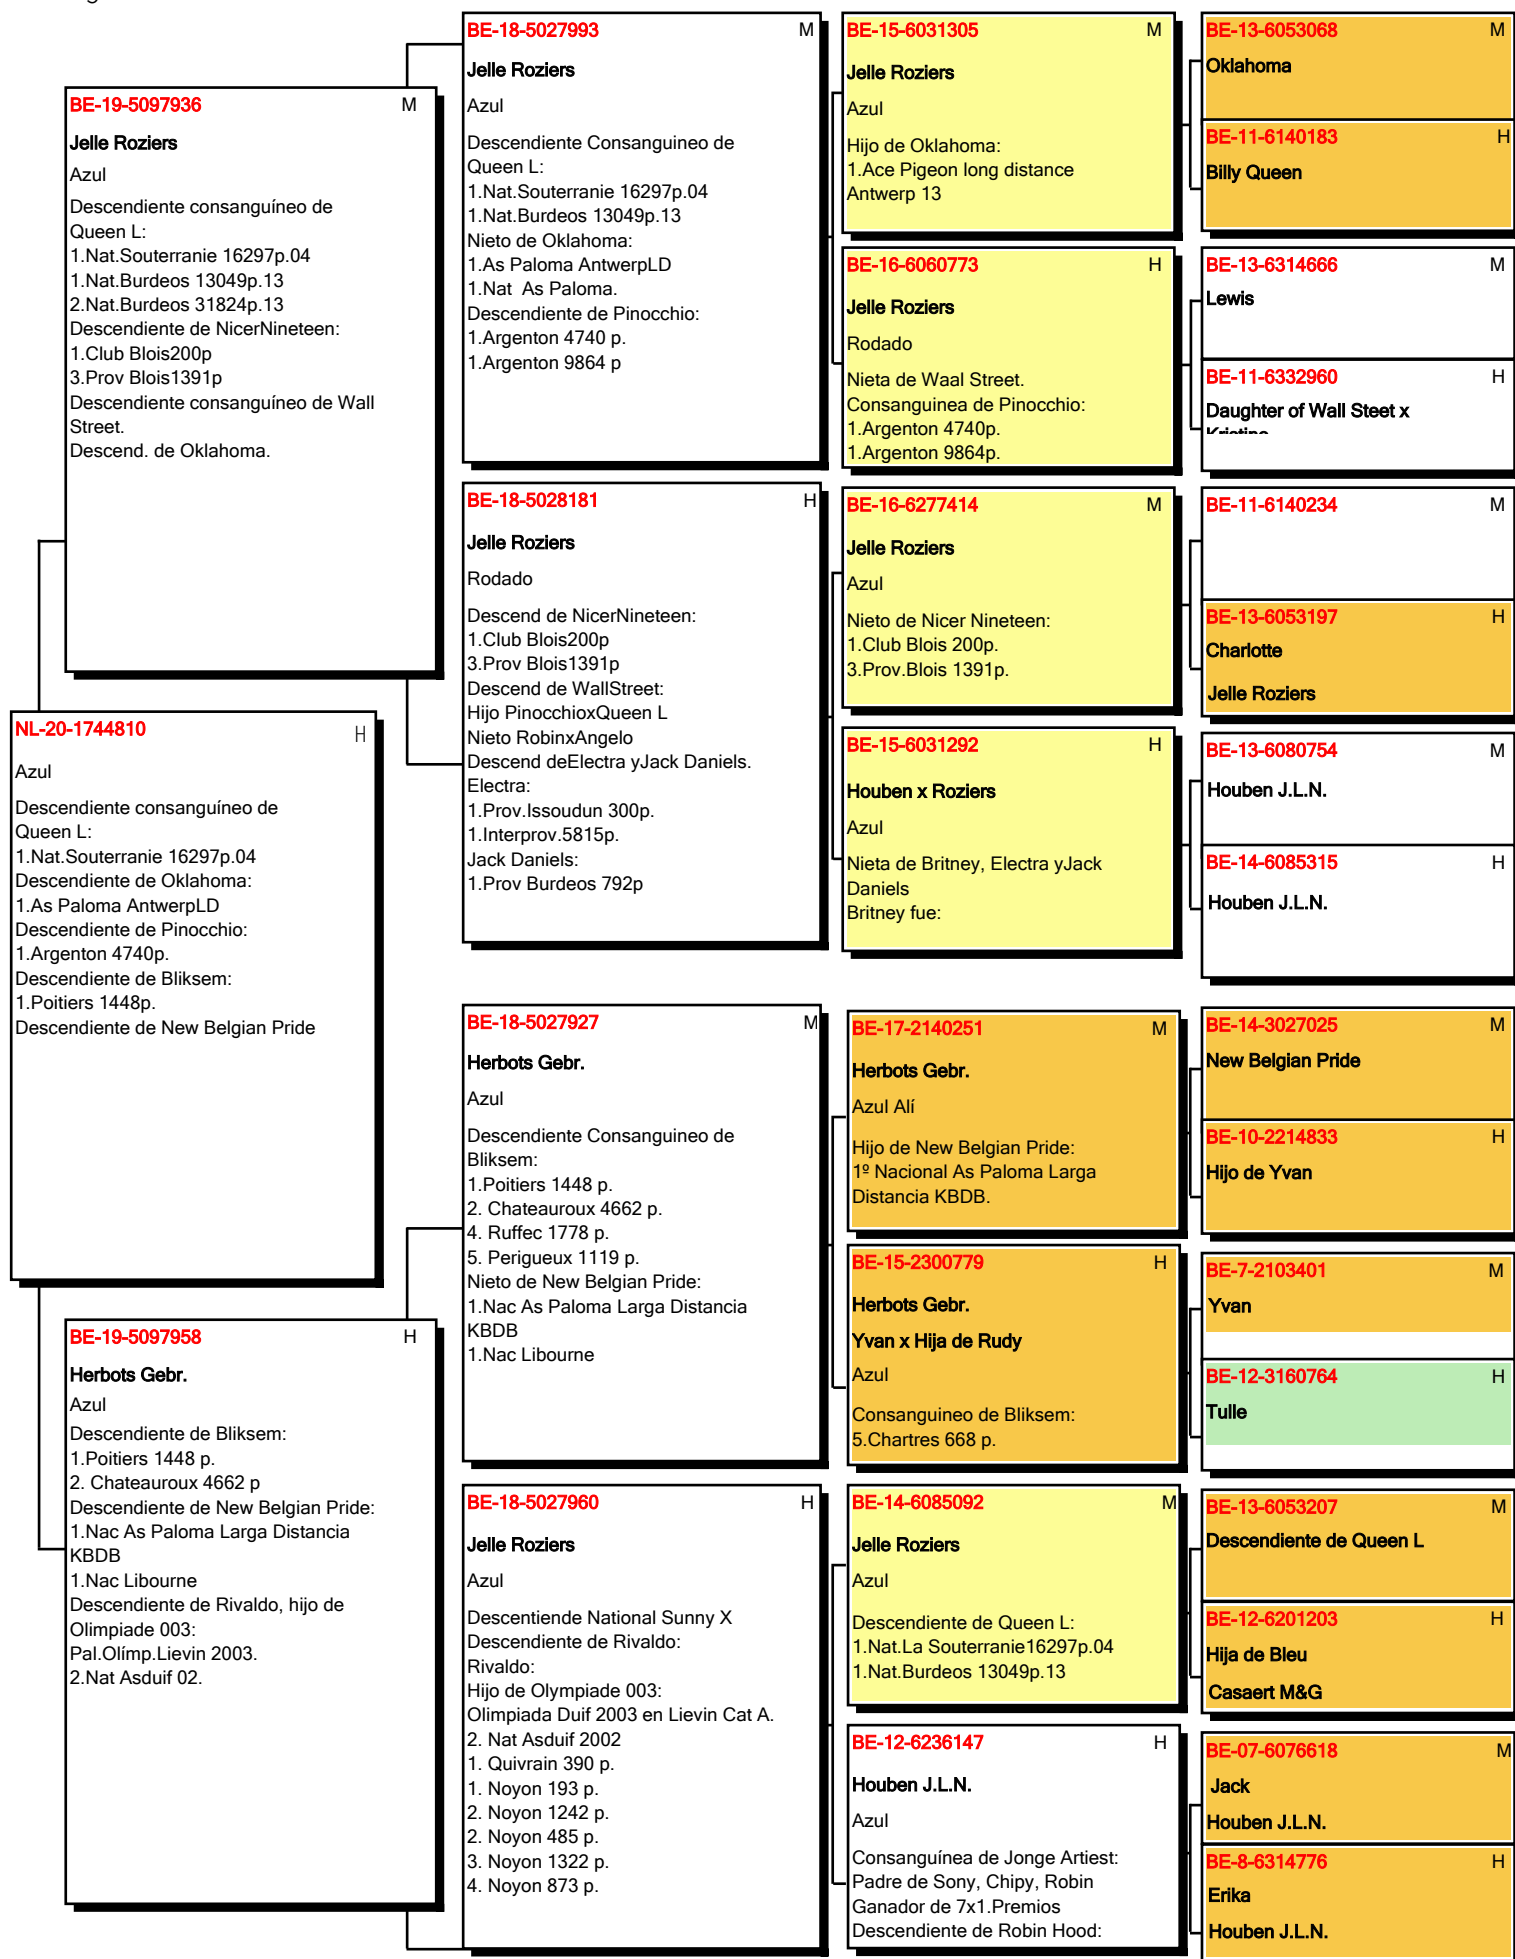 NL-20-1744810 H
Azul
Descendiente consanguíneo de
Queen L:
1.Nat.Souterranie 16297p.04
Descendiente de Oklahoma:
1.As Paloma AntwerpLD
Descendiente de Pinocchio:
1.Argenton 4740p.
Descendiente de Bliksem:
1.Poitiers 1448p.
Descendiente de New Belgian Pride
BE-19-5097936 M
Jelle Roziers
Azul
Descendiente consanguíneo de
Queen L:
1.Nat.Souterranie 16297p.04
1.Nat.Burdeos 13049p.13
2.Nat.Burdeos 31824p.13
Descendiente de NicerNineteen:
1.Club Blois200p
3.Prov Blois1391p
Descendiente consanguíneo de Wall
Street.
Descend. de Oklahoma.
BE-19-5097958 H
Herbots Gebr.
Azul
Descendiente de Bliksem:
1.Poitiers 1448 p.
2. Chateauroux 4662 p
Descendiente de New Belgian Pride:
1.Nac As Paloma Larga Distancia
KBDB
1.Nac Libourne
Descendiente de Rivaldo, hijo de
Olimpiade 003:
Pal.Olímp.Lievin 2003.
2.Nat Asduif 02.
BE-18-5027993 M
Jelle Roziers
Azul
Descendiente Consanguineo de
Queen L:
1.Nat.Souterranie 16297p.04
1.Nat.Burdeos 13049p.13
Nieto de Oklahoma:
1.As Paloma AntwerpLD
1.Nat As Paloma.
Descendiente de Pinocchio:
1.Argenton 4740 p.
1.Argenton 9864 p
BE-18-5028181 H
Jelle Roziers
Rodado
Descend de NicerNineteen:
1.Club Blois200p
3.Prov Blois1391p
Descend de WallStreet:
Hijo PinocchioxQueen L
Nieto RobinxAngelo
Descend deElectra yJack Daniels.
Electra:
1.Prov.Issoudun 300p.
1.Interprov.5815p.
Jack Daniels:
1.Prov Burdeos 792p
BE-18-5027927 M
Herbots Gebr.
Azul
Descendiente Consanguineo de
Bliksem:
1.Poitiers 1448 p.
2. Chateauroux 4662 p.
4. Ruffec 1778 p.
5. Perigueux 1119 p.
Nieto de New Belgian Pride:
1.Nac As Paloma Larga Distancia
KBDB
1.Nac Libourne
BE-18-5027960 H
Jelle Roziers
Azul
Descentiende National Sunny X
Descendiente de Rivaldo:
Rivaldo:
Hijo de Olympiade 003:
Olimpiada Duif 2003 en Lievin Cat A.
2. Nat Asduif 2002
1. Quivrain 390 p.
1. Noyon 193 p.
2. Noyon 1242 p.
2. Noyon 485 p.
3. Noyon 1322 p.
4. Noyon 873 p.
BE-15-6031305 M
Jelle Roziers
Azul
Hijo de Oklahoma:
1.Ace Pigeon long distance
Antwerp 13
BE-16-6060773 H
Jelle Roziers
Rodado
Nieta de Waal Street.
Consanguinea de Pinocchio:
1.Argenton 4740p.
1.Argenton 9864p.
BE-16-6277414 M
Jelle Roziers
Azul
Nieto de Nicer Nineteen:
1.Club Blois 200p.
3.Prov.Blois 1391p.
BE-15-6031292 H
Houben x Roziers
Azul
Nieta de Britney, Electra yJack
Daniels
Britney fue:
BE-17-2140251 M
Herbots Gebr.
Azul Alí
Hijo de New Belgian Pride:
1º Nacional As Paloma Larga
Distancia KBDB.
BE-15-2300779 H
Herbots Gebr.
Yvan x Hija de Rudy
Azul
Consanguineo de Bliksem:
5.Chartres 668 p.
BE-14-6085092 M
Jelle Roziers
Azul
Descendiente de Queen L:
1.Nat.La Souterranie16297p.04
1.Nat.Burdeos 13049p.13
BE-12-6236147 H
Houben J.L.N.
Azul
Consanguínea de Jonge Artiest:
Padre de Sony, Chipy, Robin
Ganador de 7x1.Premios
Descendiente de Robin Hood:
BE-13-6053068 M
Oklahoma
BE-11-6140183 H
Billy Queen
BE-13-6314666 M
Lewis
BE-11-6332960 H
Daughter of Wall Steet x
BE-11-6140234 M
BE-13-6053197 H
Charlotte
Jelle Roziers
BE-13-6080754 M
Houben J.L.N.
BE-14-6085315 H
Houben J.L.N.
BE-14-3027025 M
New Belgian Pride
BE-10-2214833 H
Hijo de Yvan
BE-7-2103401 M
Yvan
BE-12-3160764 H
Tulle
BE-13-6053207 M
Descendiente de Queen L
BE-12-6201203 H
Hija de Bleu
Casaert M&G
BE-07-6076618 M
Jack
Houben J.L.N.
BE-8-6314776 H
Erika
Houben J.L.N.